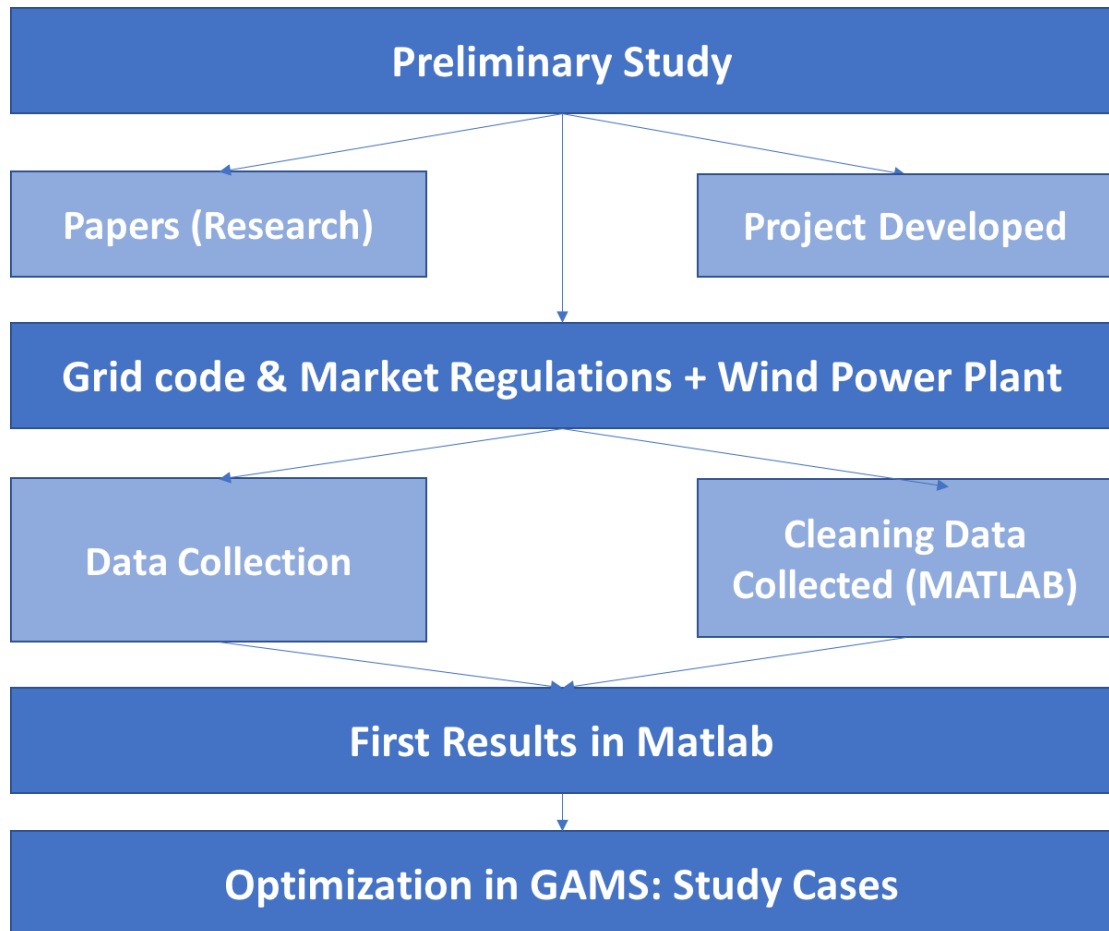 Preliminary Study
Papers (Research)
Project Developed
Grid code & Market Regulations + Wind Power Plant
Data Collection
Cleaning Data
Collected (MATLAB)
First Results in Matlab
Optimization in GAMS: Study Cases